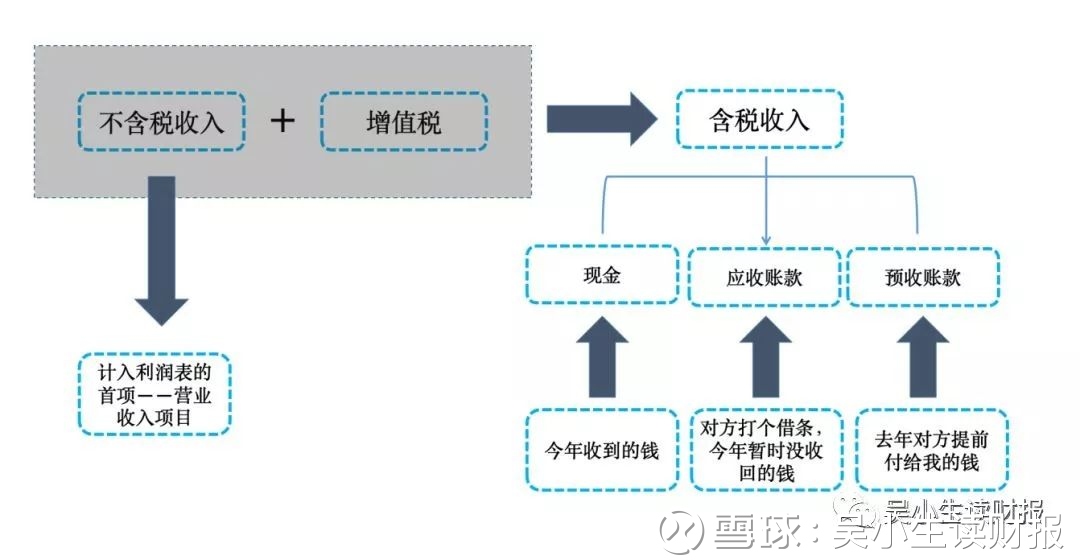 不含税收入 + 增值税
含税收入
现金
应收账款
预收账款
计入利润表的
首项——营业
收入项目
今年收到的钱
对方打个借条，
今年暂时没收
回的钱
去年对方提前
付给我的钱
吴小生读财报
雪球：吴小生读财报